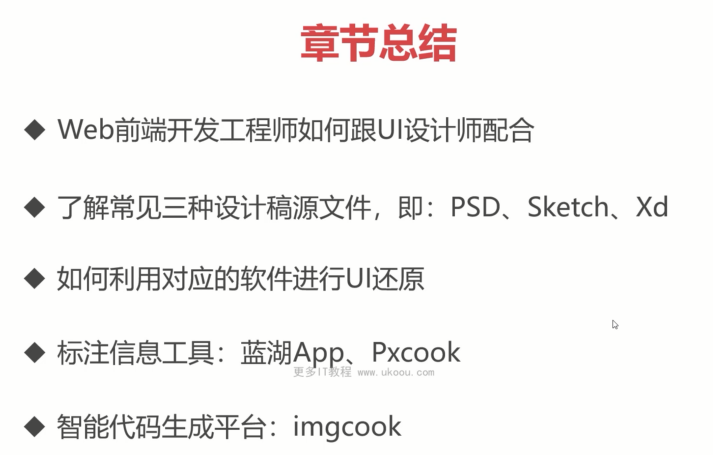 章节总结
◆ Web前端开发工程师如何跟UI设计师配合
◆ 了解常见三种设计稿源文件，即：PSD、Sketch、Xd
◆ 如何利用对应的软件进行UI还原
◆ 标注信息工具：蓝湖App、Pxcook
更多IT教程 www.ukoou.com
◆ 智能代码生成平台：imgcook